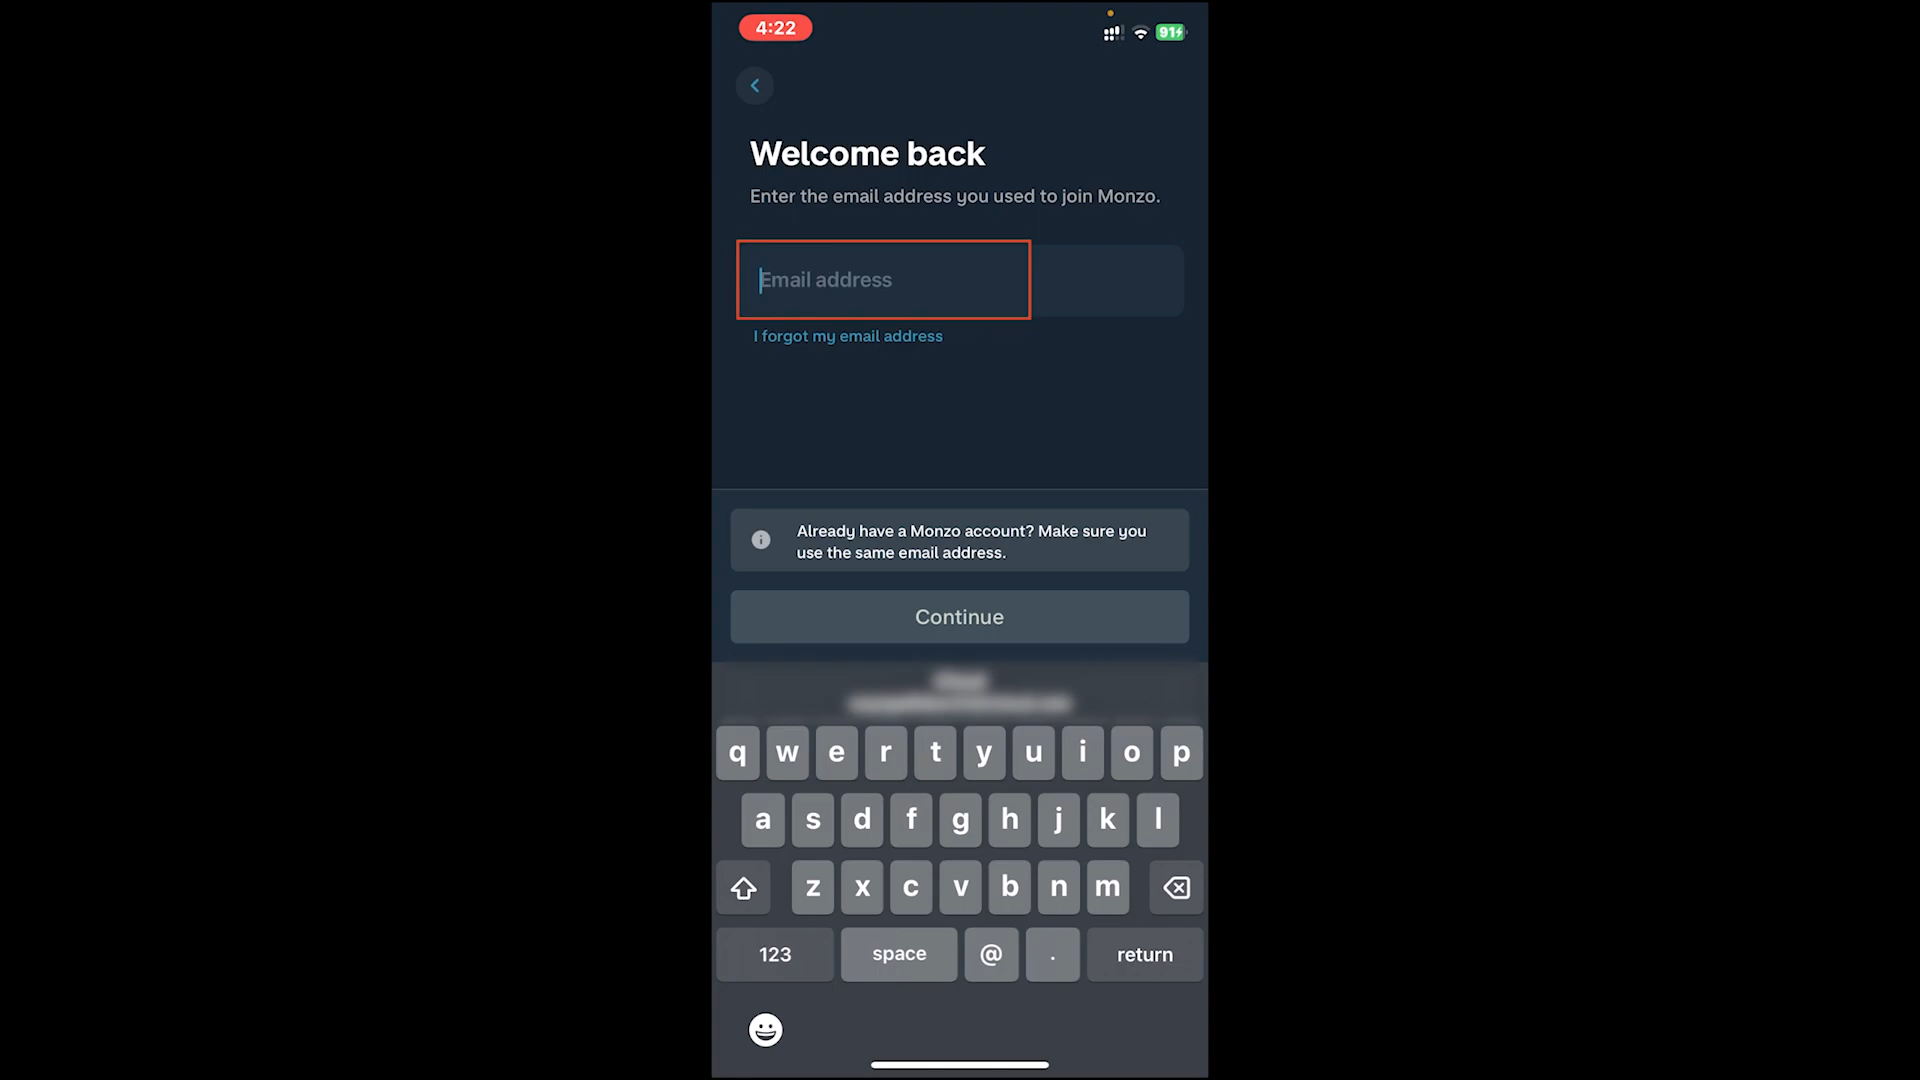 4:22
91
Welcome back
Enter the email address you used to join Monzo.
Email address
I forgot my email address
Already have a Monzo account? Make sure you
use the same email address.
Continue
q w e r t y u i o p
a s d f g h j k l
z x c v b n m
123 space @ . return